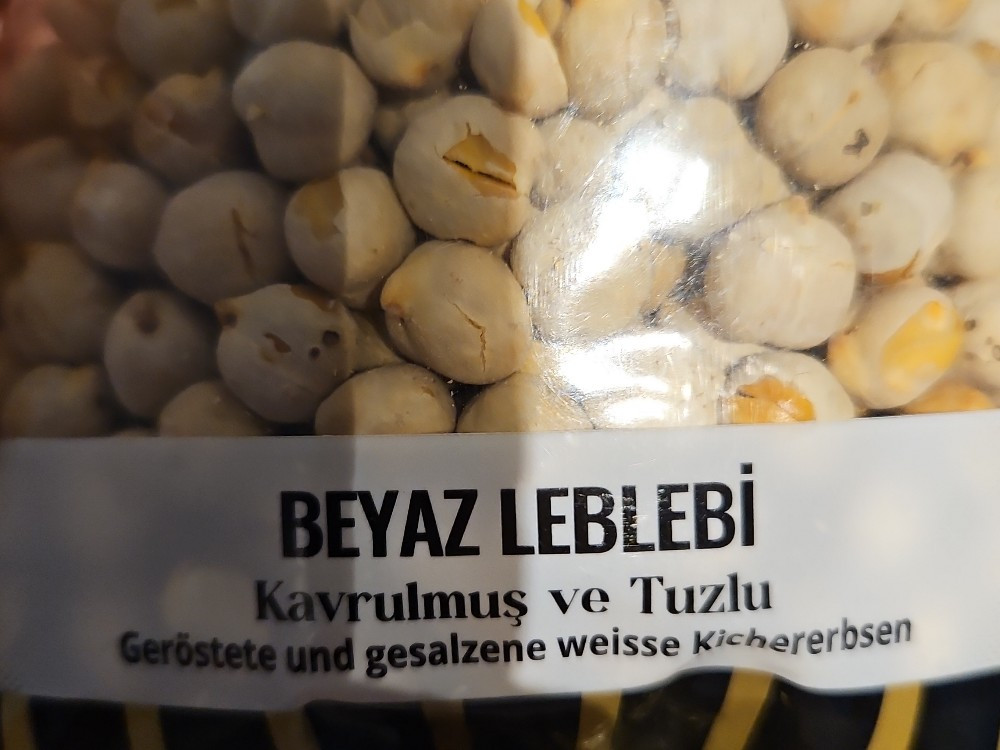 BEYAZ LEBLEBİ
Kavrulmuş ve Tuzlu
Geröstete und gesalzene weisse Kichererbsen